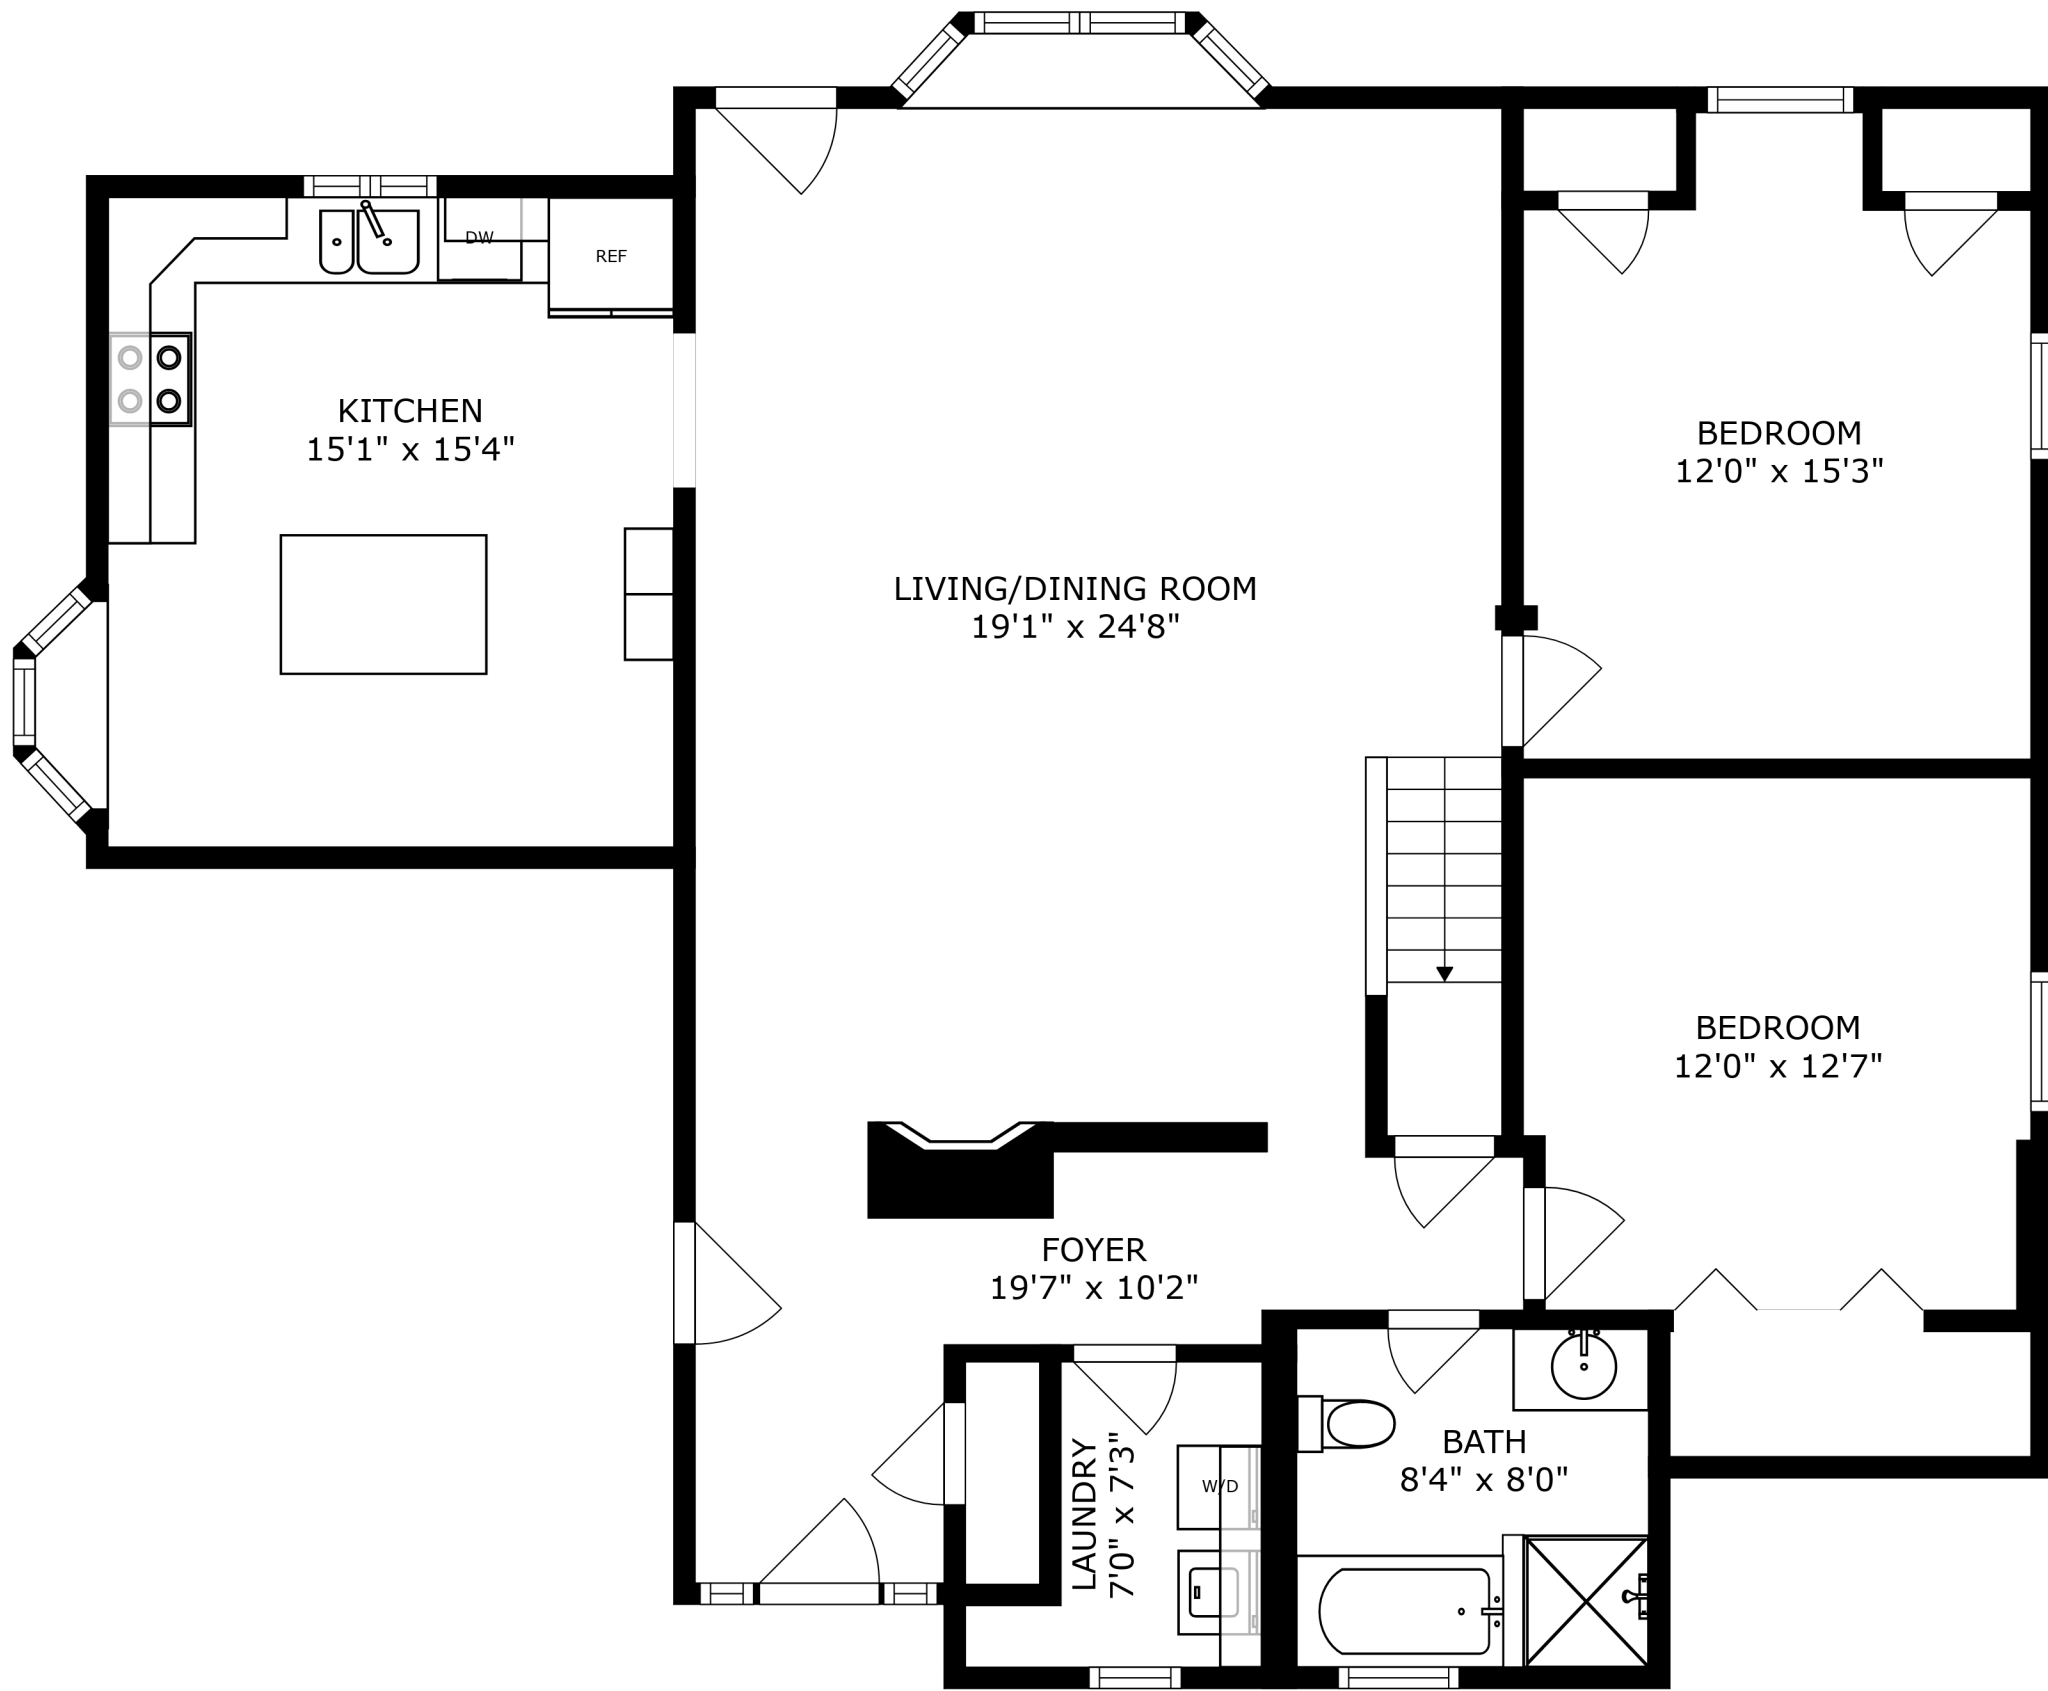 DW
REF
KITCHEN
15'1" x 15'4"
LIVING/DINING ROOM
19'1" x 24'8"
BEDROOM
12'0" x 15'3"
BEDROOM
12'0" x 12'7"
FOYER
19'7" x 10'2"
LAUNDRY
7'0" x 7'3"
W/D
BATH
8'4" x 8'0"